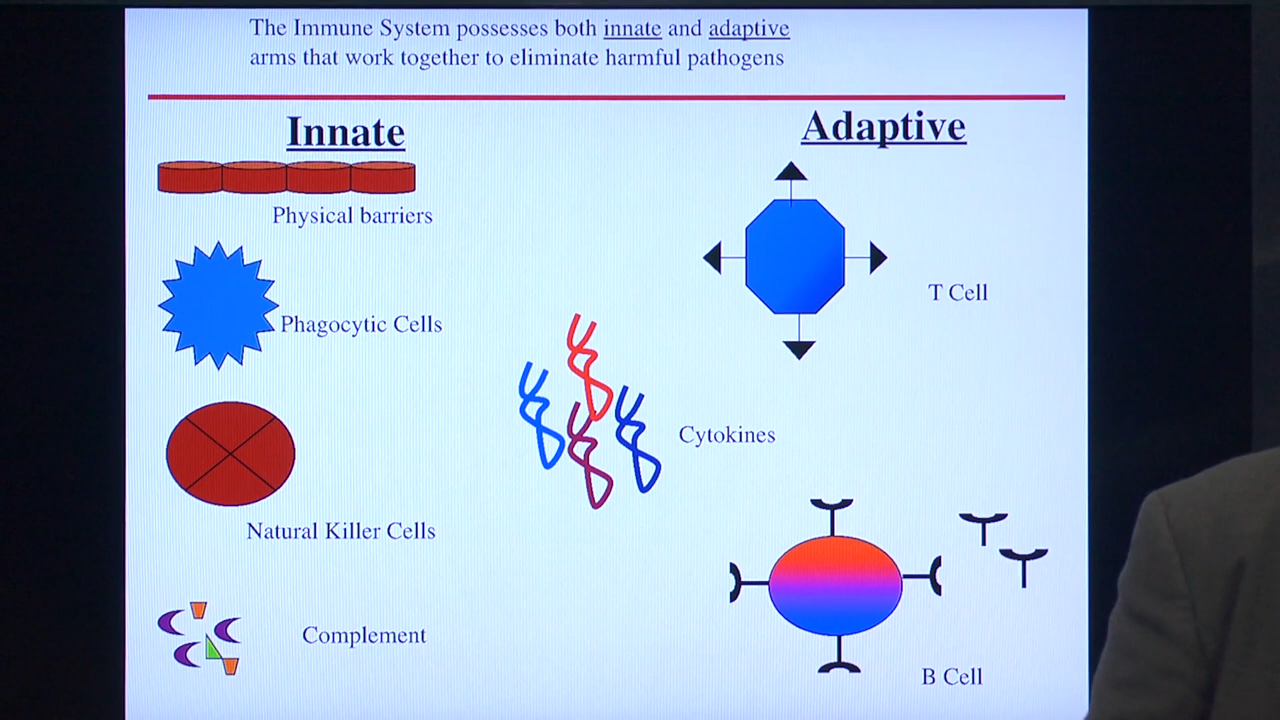 The Immune System possesses both innate and adaptive
arms that work together to eliminate harmful pathogens
Innate
Adaptive
Physical barriers
Phagocytic Cells
T Cell
Cytokines
Natural Killer Cells
Complement
B Cell